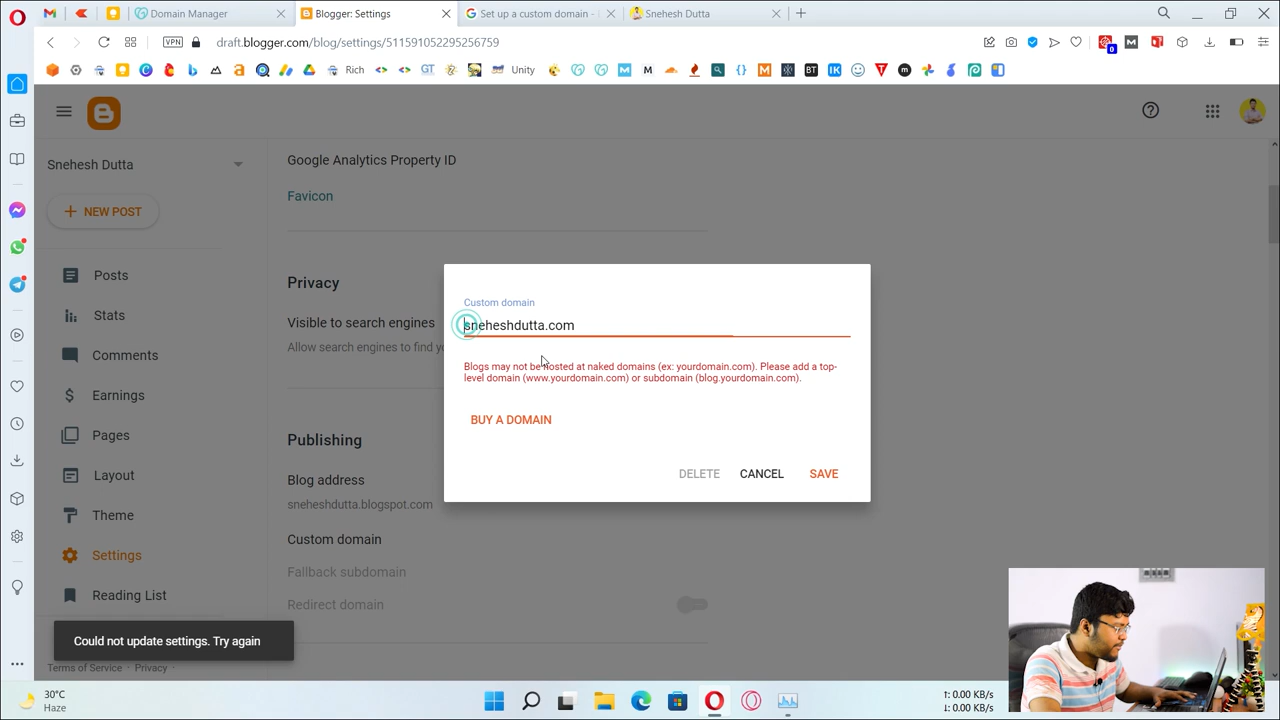 Domain Manager
Blogger: Settings
Set up a custom domain -
Snehesh Dutta
VPN
draft.blogger.com/blog/settings/511591052295256759
0
Rich
GT
Unity
BT
IK
Snehesh Dutta
NEW POST
Posts
Stats
Comments
Earnings
Pages
Layout
Theme
Settings
Reading List
Terms of Service · Privacy ·
Google Analytics Property ID
Favicon
Privacy
Visible to search engines
Allow search engines to find yo
Publishing
Blog address
sneheshdutta.blogspot.com
Custom domain
Fallback subdomain
Redirect domain
Custom domain
sneheshdutta.com
Blogs may not be hosted at naked domains (ex: yourdomain.com). Please add a top-
level domain (www.yourdomain.com) or subdomain (blog.yourdomain.com).
BUY A DOMAIN
DELETE
CANCEL
SAVE
Could not update settings. Try again
30°C
Haze
↑: 0.00 KB/s
↓: 0.00 KB/s